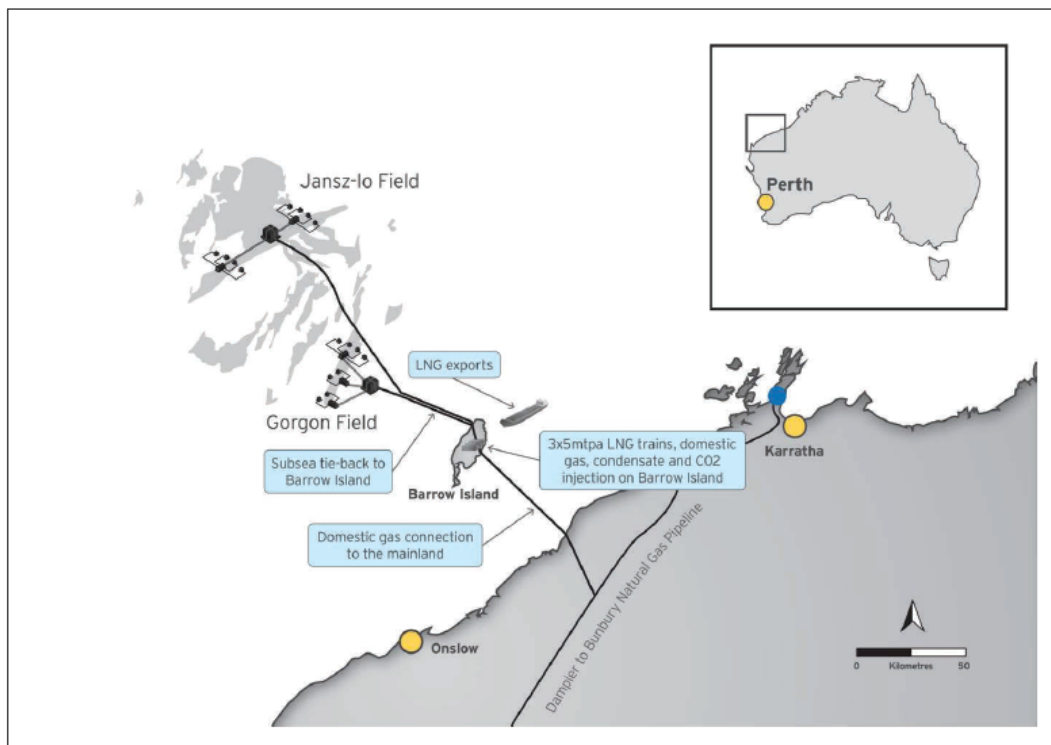 Perth
Jansz-Io Field
LNG exports
Gorgon Field
Subsea tie-back to
Barrow Island
Barrow Island
3x5mtpa LNG trains, domestic
gas, condensate and CO2
injection on Barrow Island
Karratha
Domestic gas connection
to the mainland
Dampier to Bunbury Natural Gas Pipeline
Onslow
0 Kilometres 50